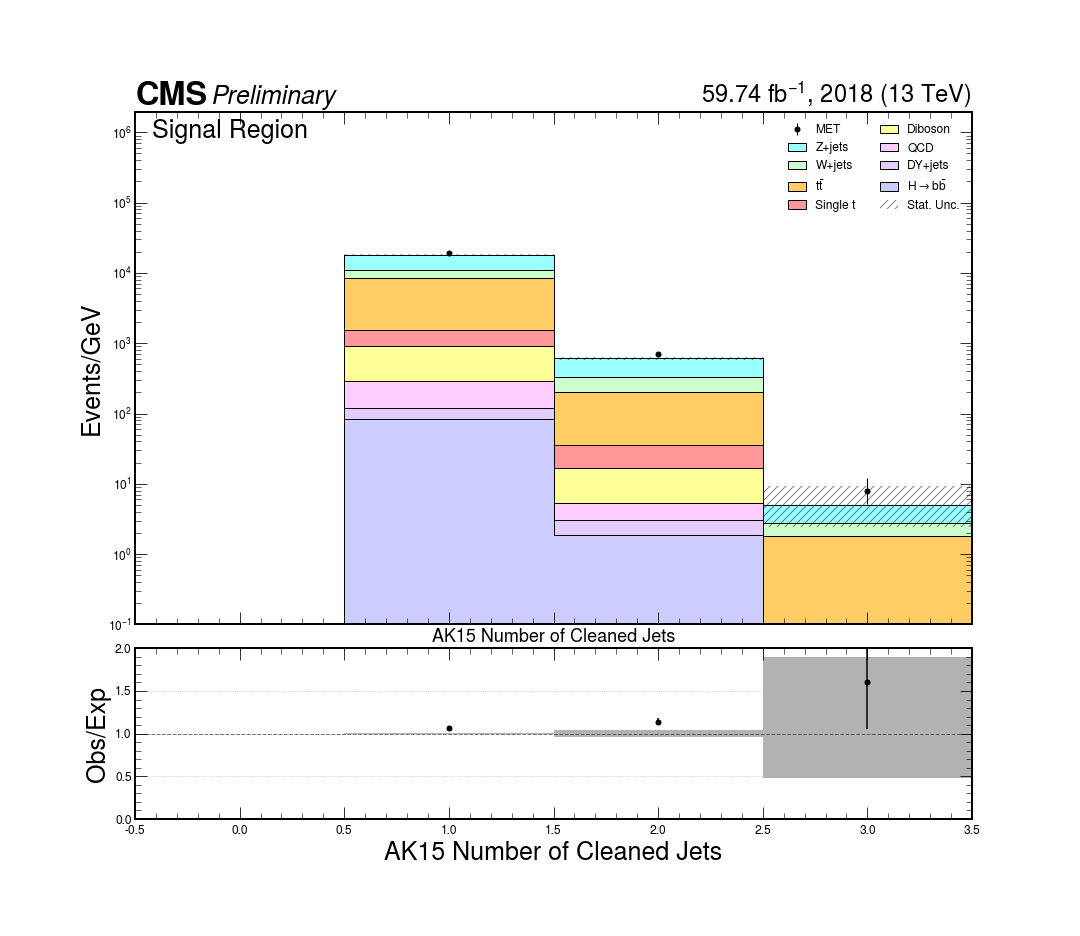 CMS Preliminary
59.74 fb⁻¹, 2018 (13 TeV)
Signal Region
MET
Z+jets
W+jets
tt̄
Single t
Diboson
QCD
DY+jets
H→bb̄
Stat. Unc.
Events/GeV
10⁶
10⁵
10⁴
10³
10²
10¹
10⁰
10⁻¹
AK15 Number of Cleaned Jets
Obs/Exp
2.0
1.5
1.0
0.5
0.0
-0.5 0.0 0.5 1.0 1.5 2.0 2.5 3.0 3.5
AK15 Number of Cleaned Jets